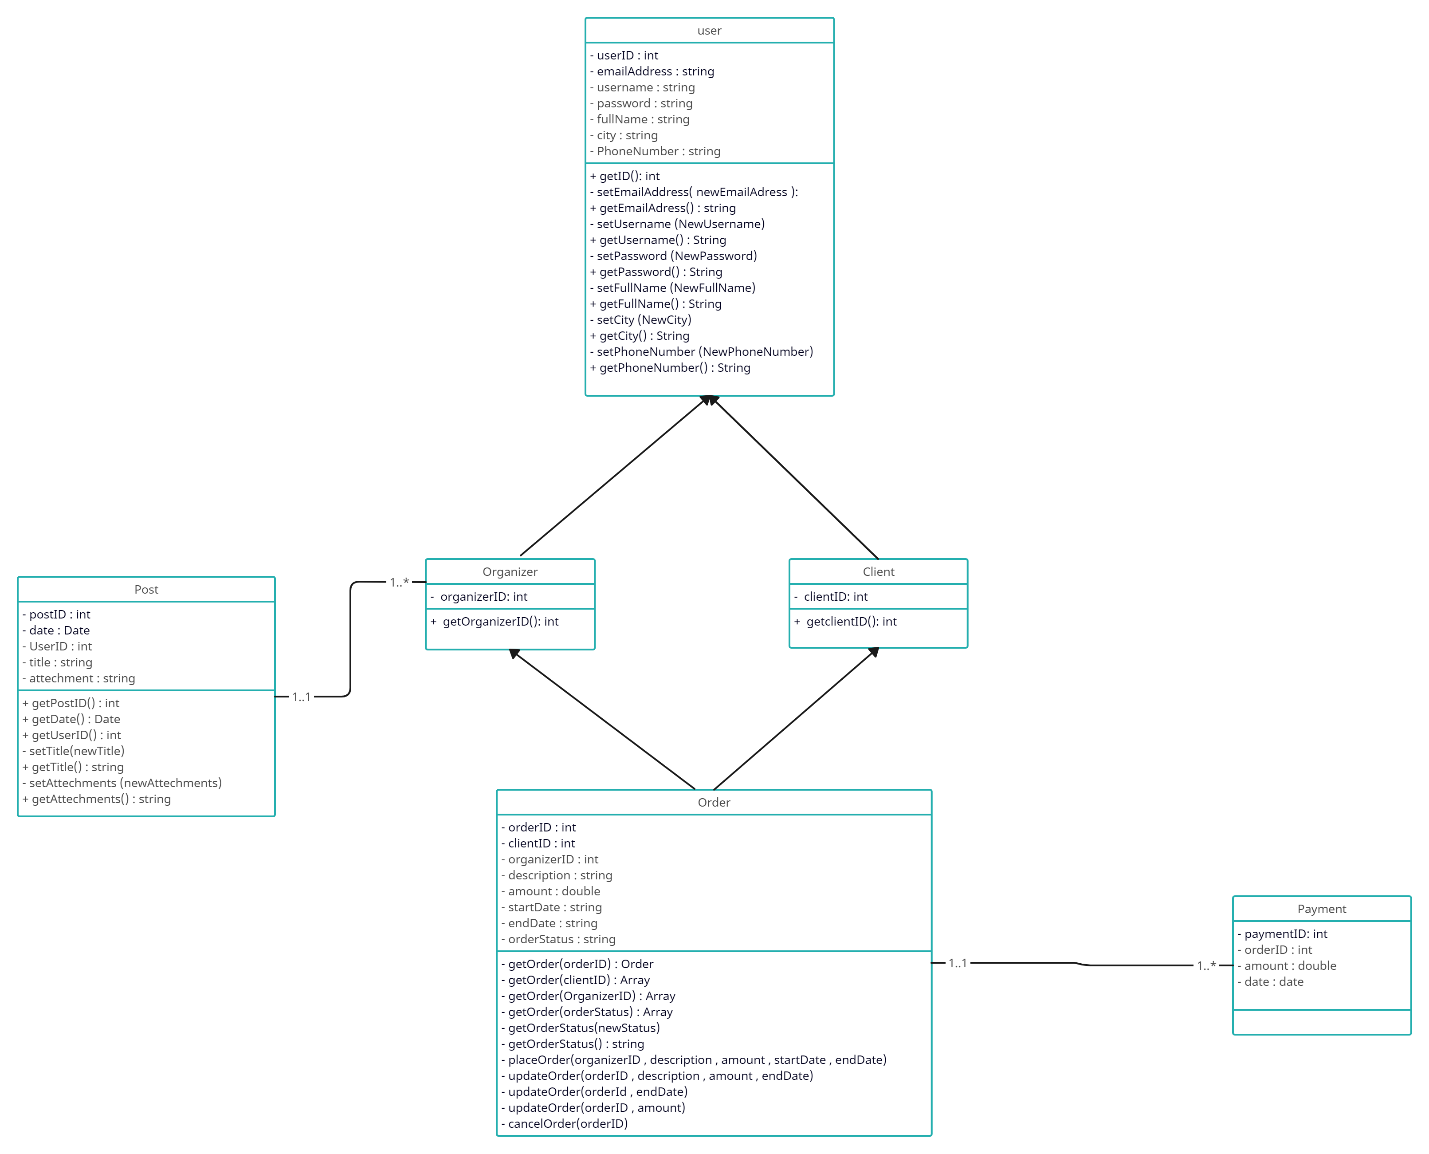 user
- userID : int
- emailAddress : string
- username : string
- password : string
- fullName : string
- city : string
- PhoneNumber : string
+ getID(): int
- setEmailAddress( newEmailAdress ):
+ getEmailAdress() : string
- setUsername (NewUsername)
+ getUsername() : String
- setPassword (NewPassword)
+ getPassword() : String
- setFullName (NewFullName)
+ getFullName() : String
- setCity (NewCity)
+ getCity() : String
- setPhoneNumber (NewPhoneNumber)
+ getPhoneNumber() : String
Post
- postID : int
- date : Date
- UserID : int
- title : string
- attechment : string
+ getPostID() : int
+ getDate() : Date
+ getUserID() : int
- setTitle(newTitle)
+ getTitle() : string
- setAttechments (newAttechments)
+ getAttechments() : string
1..1
1..*
Organizer
- organizerID: int
+ getOrganizerID(): int
Client
- clientID: int
+ getclientID(): int
Order
- orderID : int
- clientID : int
- organizerID : int
- description : string
- amount : double
- startDate : string
- endDate : string
- orderStatus : string
- getOrder(orderID) : Order
- getOrder(clientID) : Array
- getOrder(OrganizerID) : Array
- getOrder(orderStatus) : Array
- getOrderStatus(newStatus)
- getOrderStatus() : string
- placeOrder(organizerID , description , amount , startDate , endDate)
- updateOrder(orderID , description , amount , endDate)
- updateOrder(orderId , endDate)
- updateOrder(orderID , amount)
- cancelOrder(orderID)
1..1
1..*
Payment
- paymentID: int
- orderID : int
- amount : double
- date : date